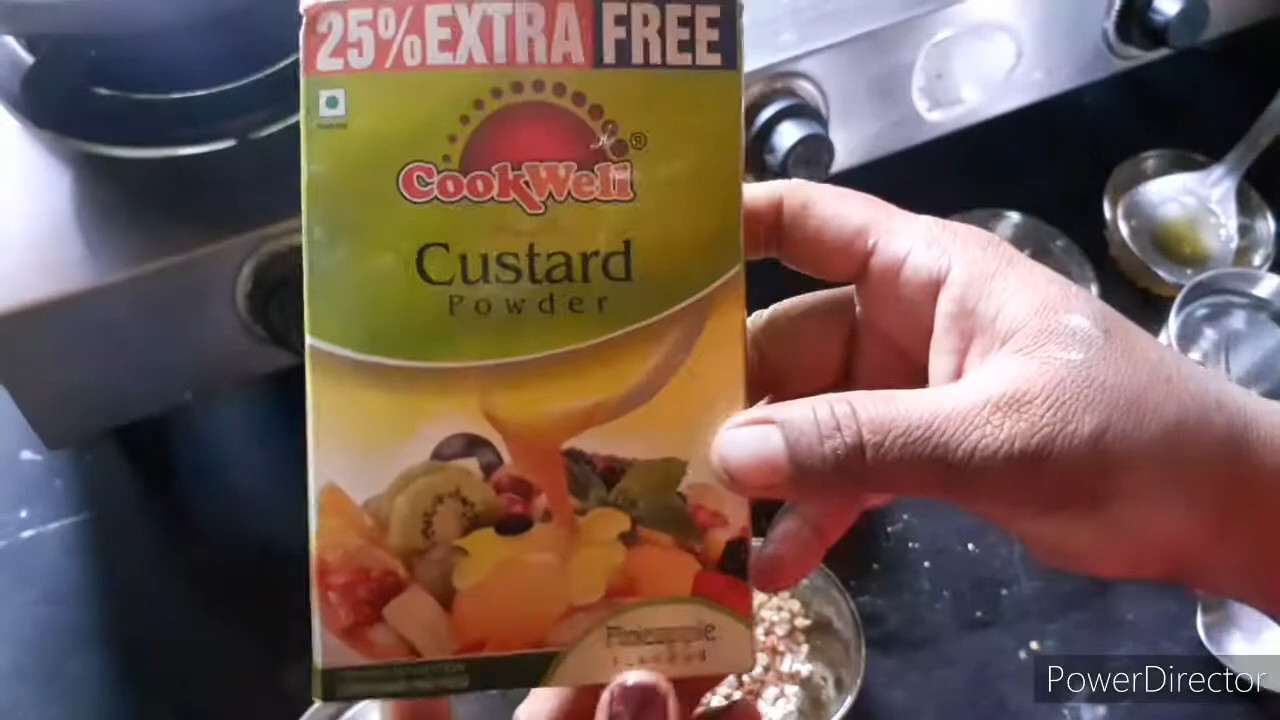 25% EXTRA FREE
CookWell
®
Custard
Powder
Pineapple
PowerDirector